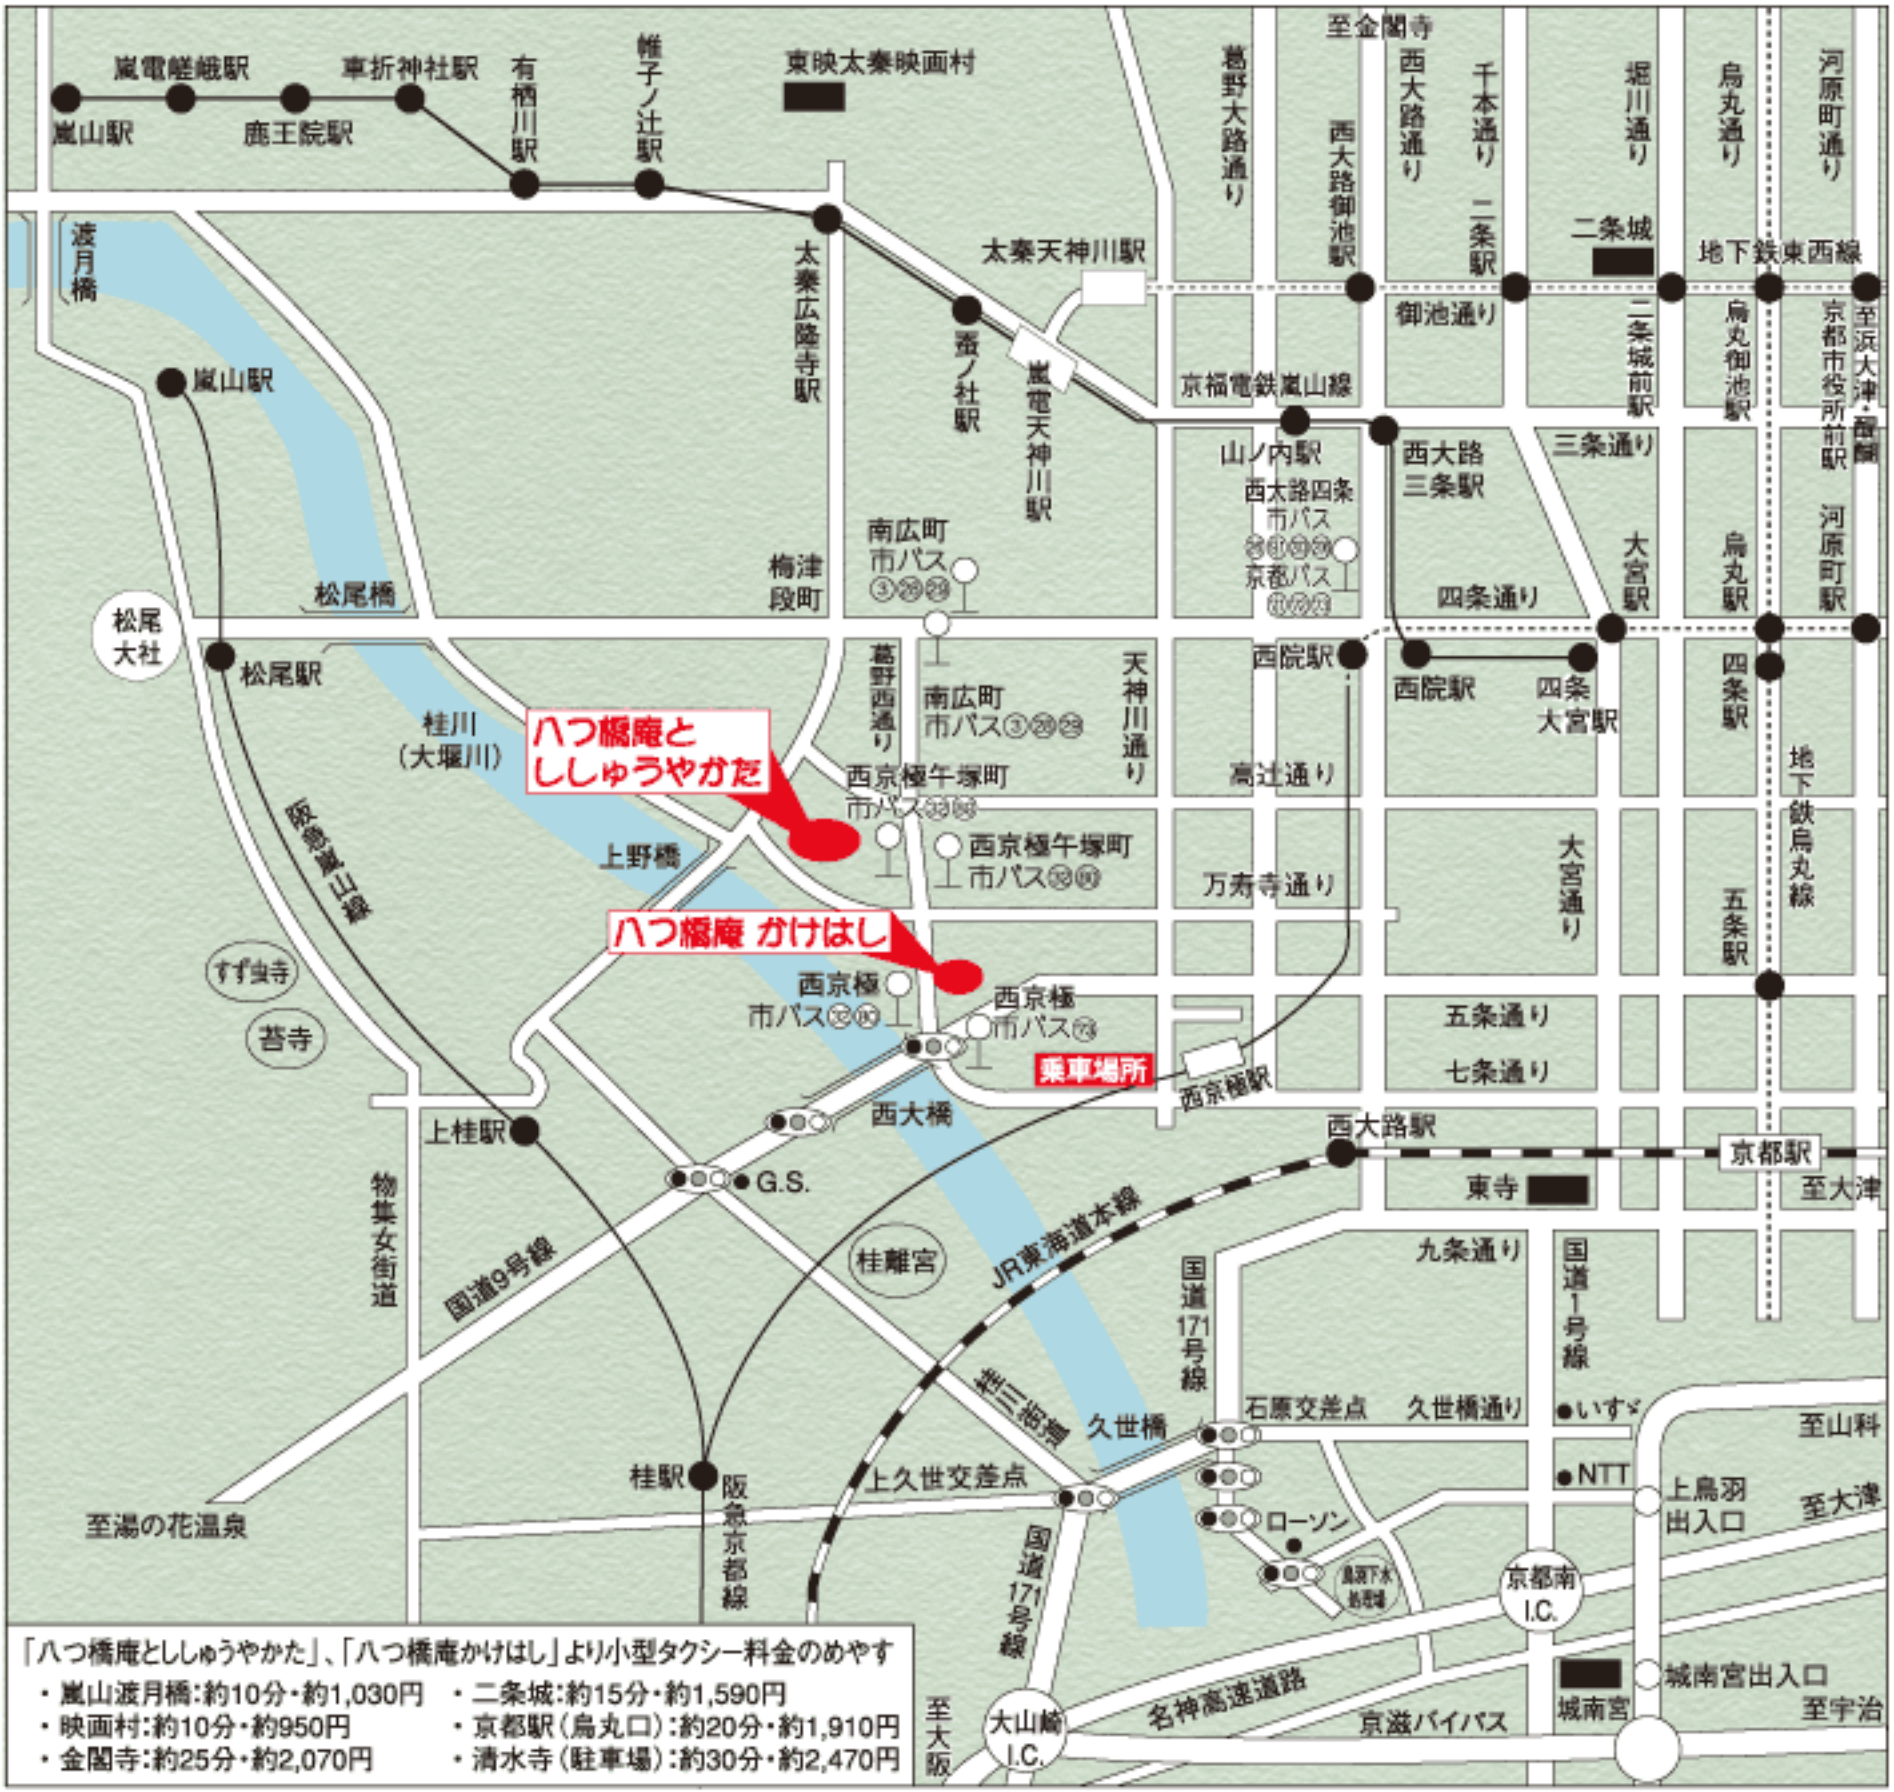 至金閣寺
嵐電嵯峨駅
車折神社駅
有栖川駅
帷子ノ辻駅
東映太秦映画村
葛野大路通り
西大路御池駅
西大路通り
千本通り
二条駅
堀川通り
烏丸通り
河原町通り
嵐山駅
鹿王院駅
渡月橋
太秦広隆寺駅
太秦天神川駅
二条城
地下鉄東西線
御池通り
二条城前駅
烏丸御池駅
京都市役所前駅
至浜大津・醍醐
嵐山駅
蚕ノ社駅
嵐電天神川駅
京福電鉄嵐山線
山ノ内駅
西大路
三条駅
三条通り
西太路四条
市バス
京都バス
南広町
市バス
③㉘㉙
梅津
段町
松尾橋
四条通り
大宮駅
烏丸駅
河原町駅
松尾
大社
松尾駅
葛野西通り
南広町
市バス③㉘㉙
天神川通り
西院駅
西院駅
四条
大宮駅
四条駅
桂川
（大堰川）
八つ橋庵と
ししゅうやかた
西京極午塚町
市バス
高辻通り
地下鉄烏丸線
阪急嵐山線
上野橋
西京極午塚町
市バス㉜⑧⓪
万寿寺通り
大宮通り
五条駅
八つ橋庵 かけはし
すず虫寺
苔寺
西京極
市バス㉜⑧⓪
西京極
市バス
五条通り
乗車場所
西京極駅
七条通り
上桂駅
西大橋
西大路駅
京都駅
G.S.
東寺
至大津
物集女街道
国道9号線
桂離宮
JR東海道本線
国道171号線
九条通り
国道1号線
桂川街道
久世橋
石原交差点
久世橋通り
いすゞ
至山科
桂駅
阪急京都線
上久世交差点
NTT
上鳥羽
出入口
至大津
至湯の花温泉
国道171号線
ローソン
鳥羽下水
処理場
京都南
I.C.
「八つ橋庵とししゅうやかた」、「八つ橋庵かけはし」より小型タクシー料金のめやす
・嵐山渡月橋：約10分・約1,030円
・二条城：約15分・約1,590円
・映画村：約10分・約950円
・京都駅（烏丸口）：約20分・約1,910円
・金閣寺：約25分・約2,070円
・清水寺（駐車場）：約30分・約2,470円
至大阪
大山崎
I.C.
名神高速道路
京滋バイパス
城南宮
城南宮出入口
至宇治